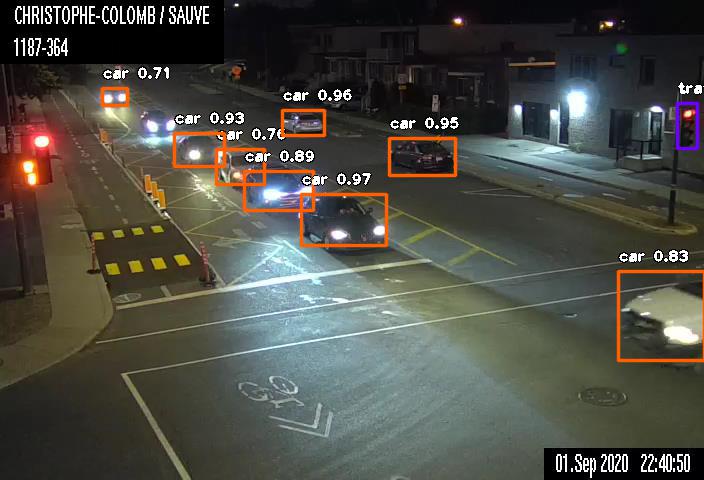 CHRISTOPHE-COLOMB / SAUVE
1187-364
car 0.71
car 0.96
tra
car 0.93
car 0.95
car 0.76
car 0.89
car 0.97
car 0.83
01.Sep 2020 22:40:50